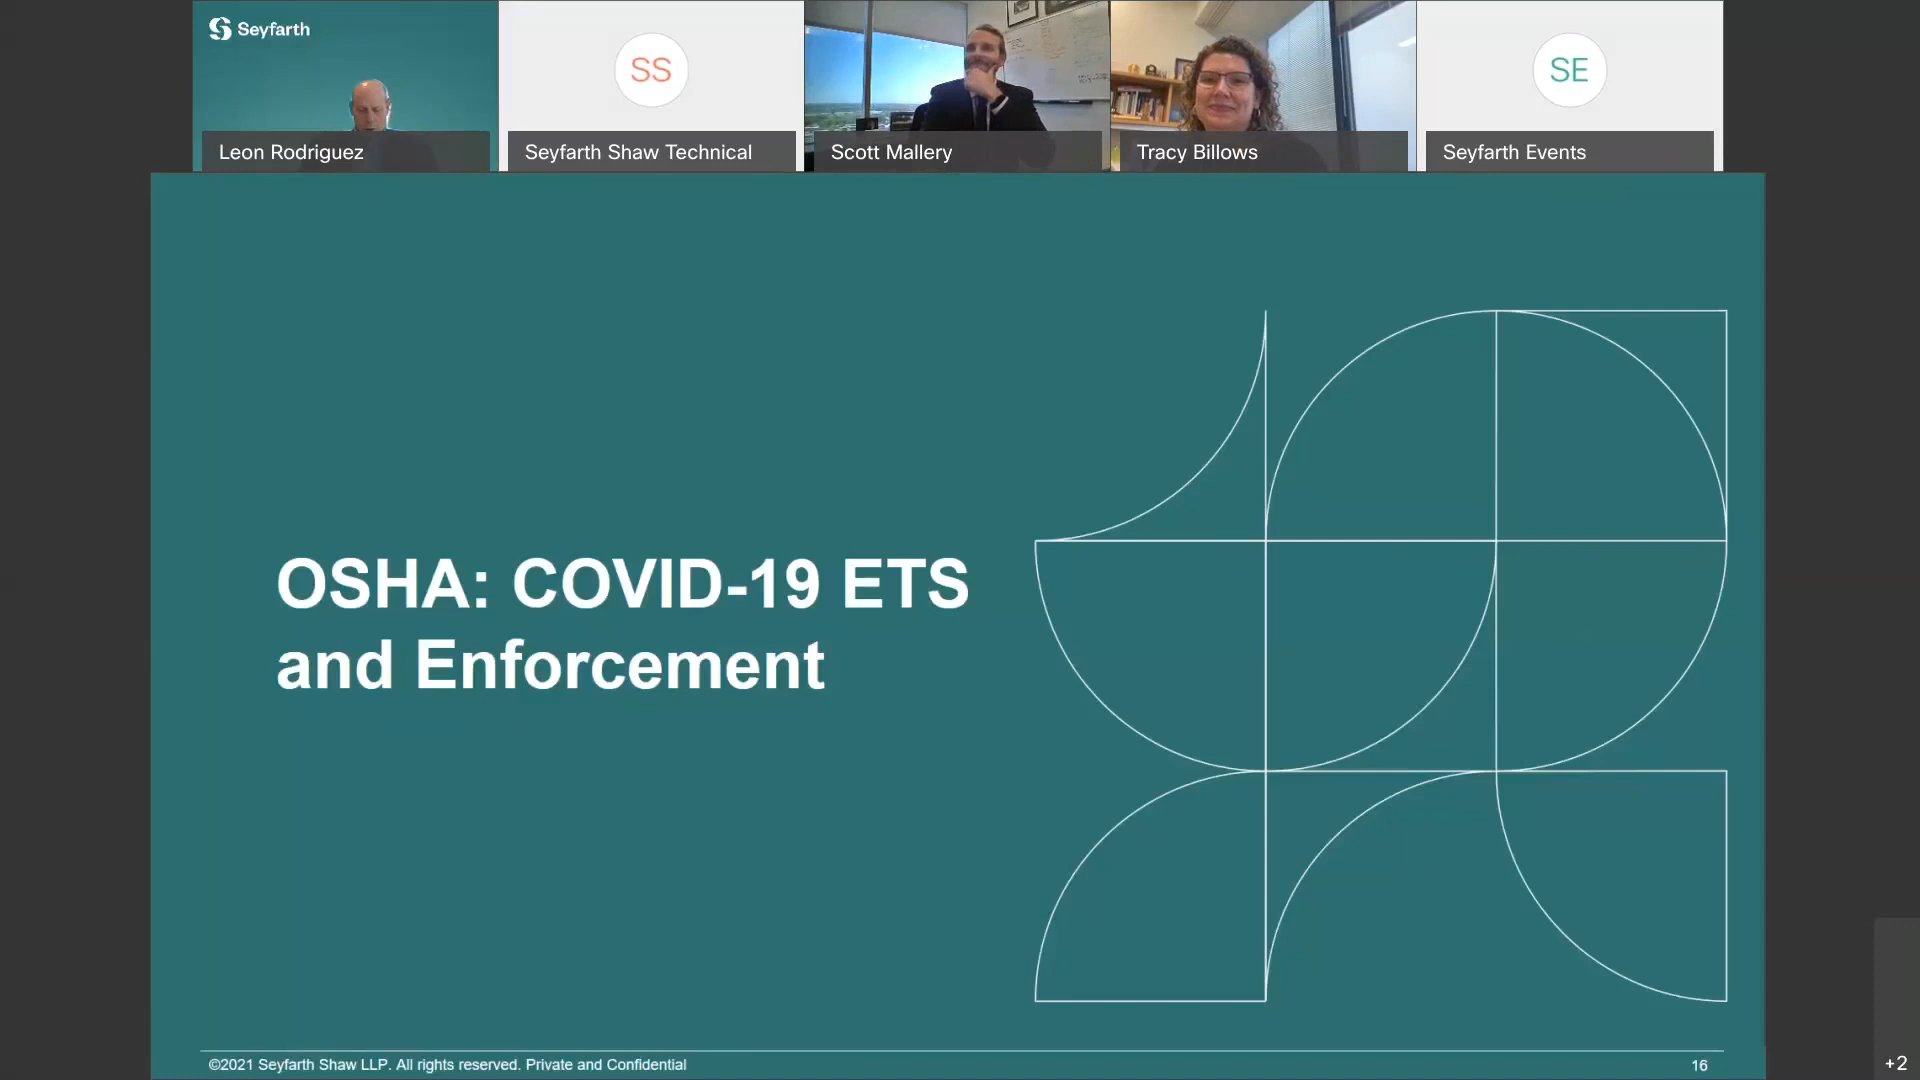 Seyfarth
SS
SE
Leon Rodriguez
Seyfarth Shaw Technical
Scott Mallery
Tracy Billows
Seyfarth Events
OSHA: COVID-19 ETS
and Enforcement
©2021 Seyfarth Shaw LLP. All rights reserved. Private and Confidential
16
+2